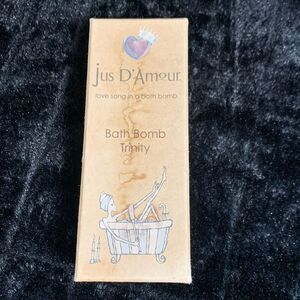 jus D'Amour
love song in a bath bomb
Bath Bomb
Trinity